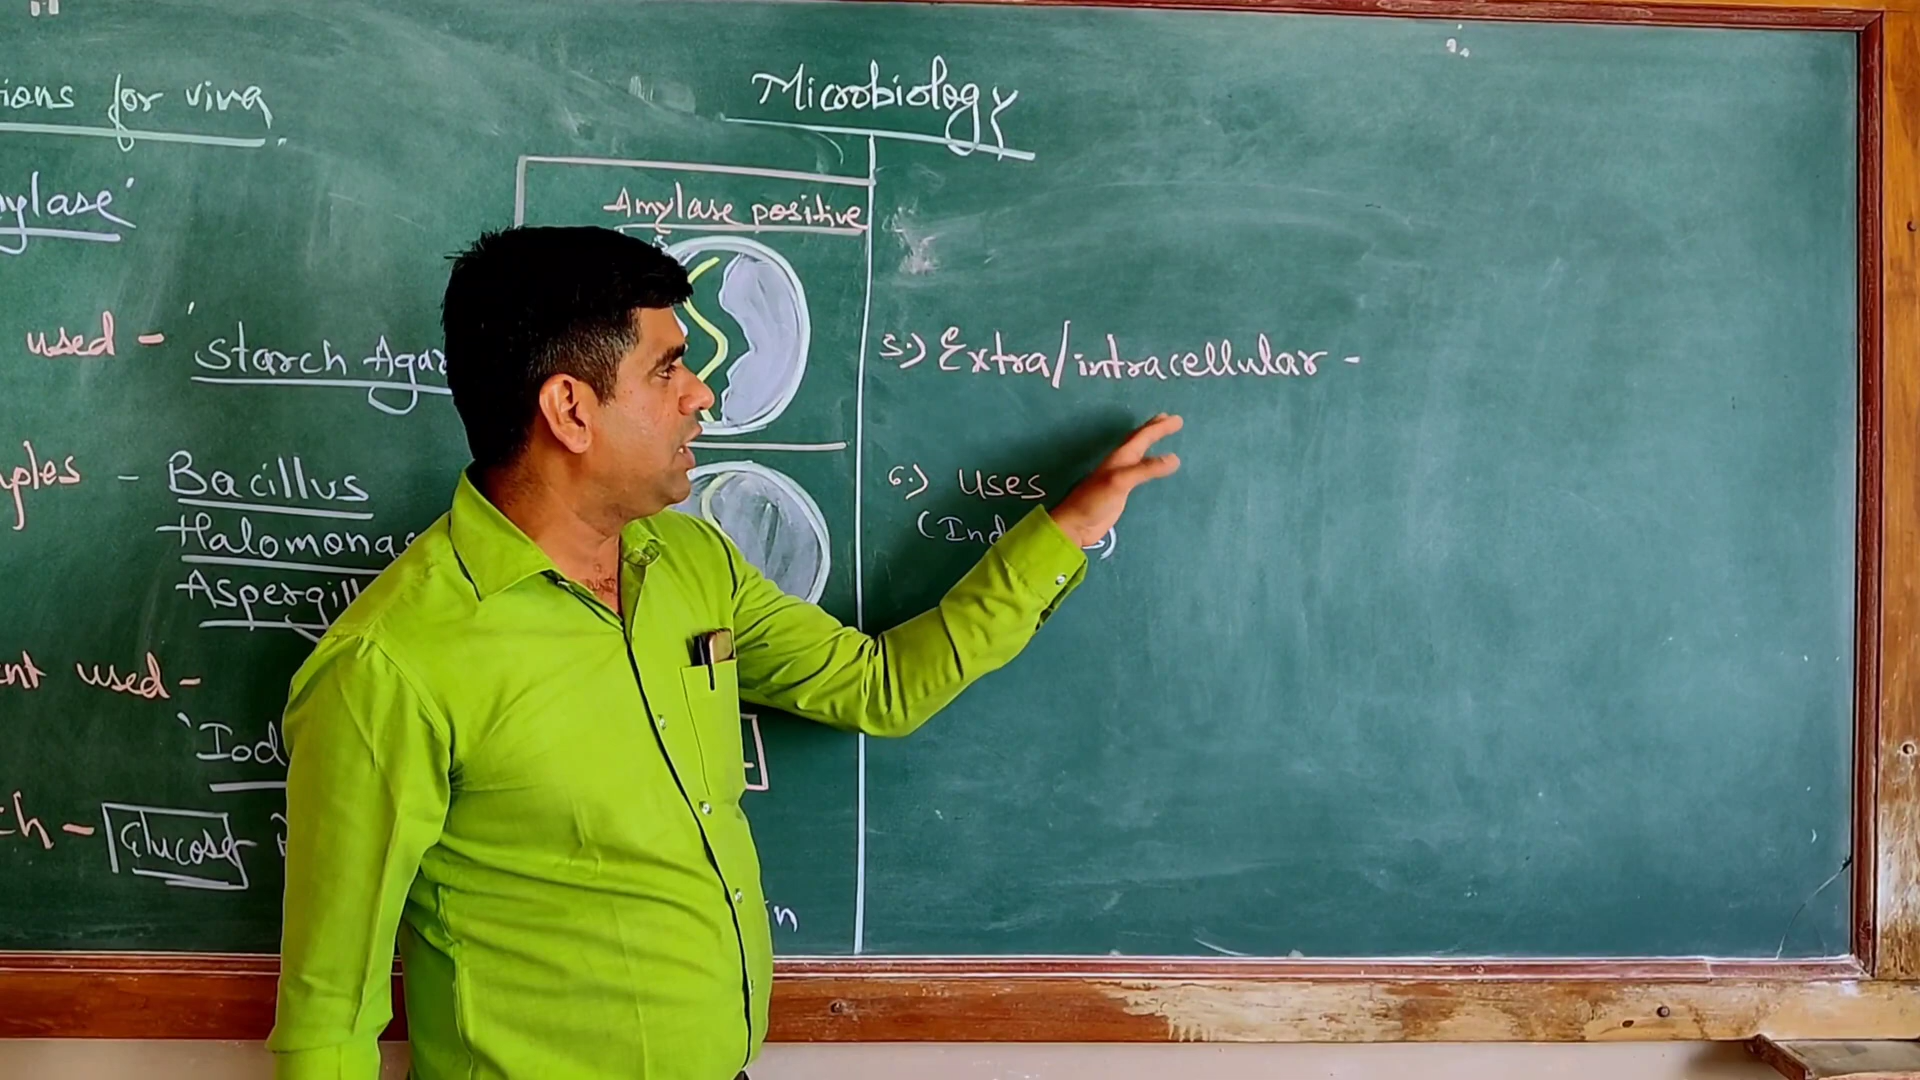 ions for viva
Microbiology
ylase'
Amylase positive
used - 'Starch Agar
5.) Extra/intracellular -
ples - Bacillus
Halomonas
Aspergill
6.) Uses
(Ind
nt used -
'Iod
ch - Glucose
n